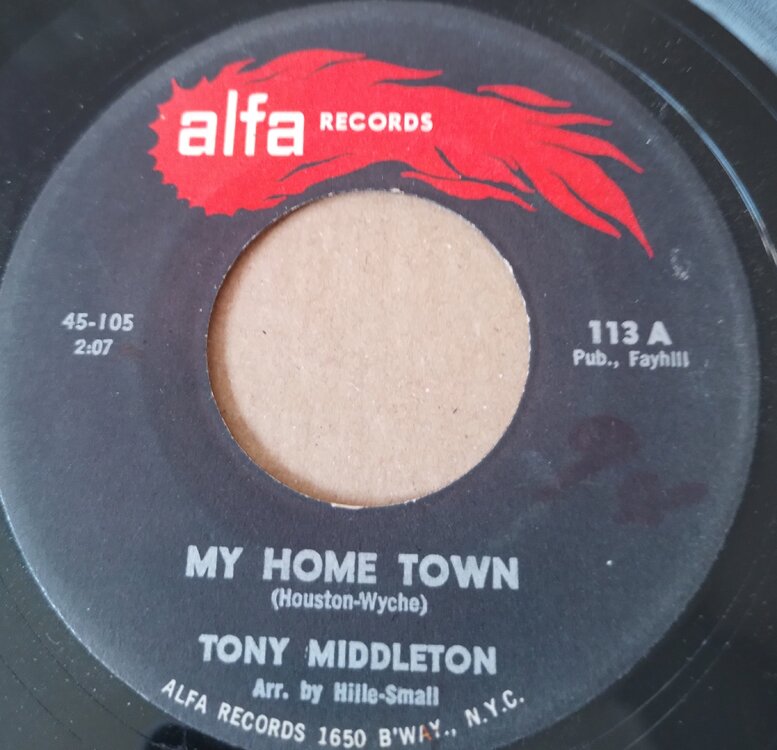 alfa RECORDS
45-105
2:07
113 A
Pub., Fayhill
MY HOME TOWN
(Houston-Wyche)
TONY MIDDLETON
Arr. by Hille-Small
ALFA RECORDS 1650 B'WAY., N.Y.C.